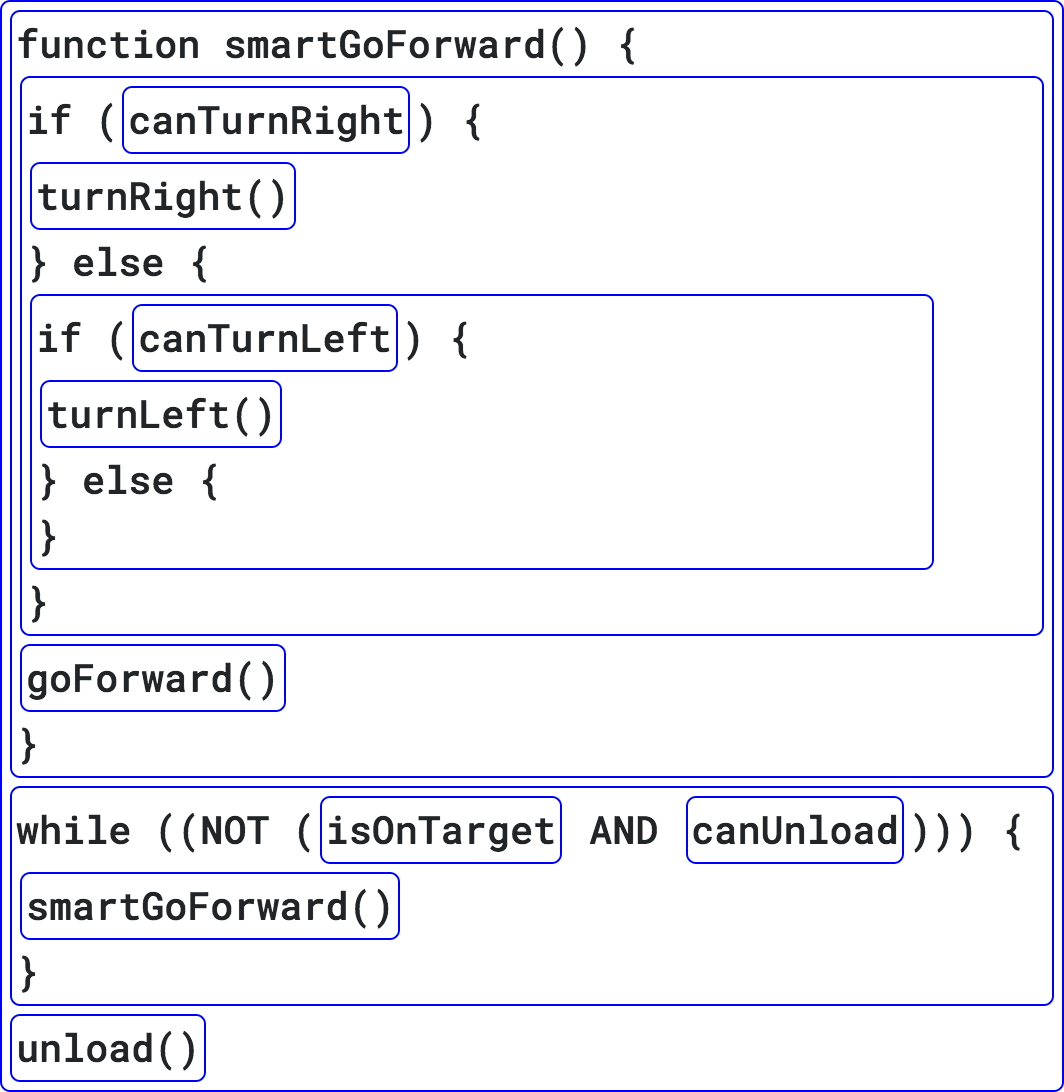 function smartGoForward() {
if (canTurnRight) {
turnRight()
} else {
if (canTurnLeft) {
turnLeft()
} else {
}
}
goForward()
}
while ((NOT (isOnTarget AND canUnload))) {
smartGoForward()
}
unload()